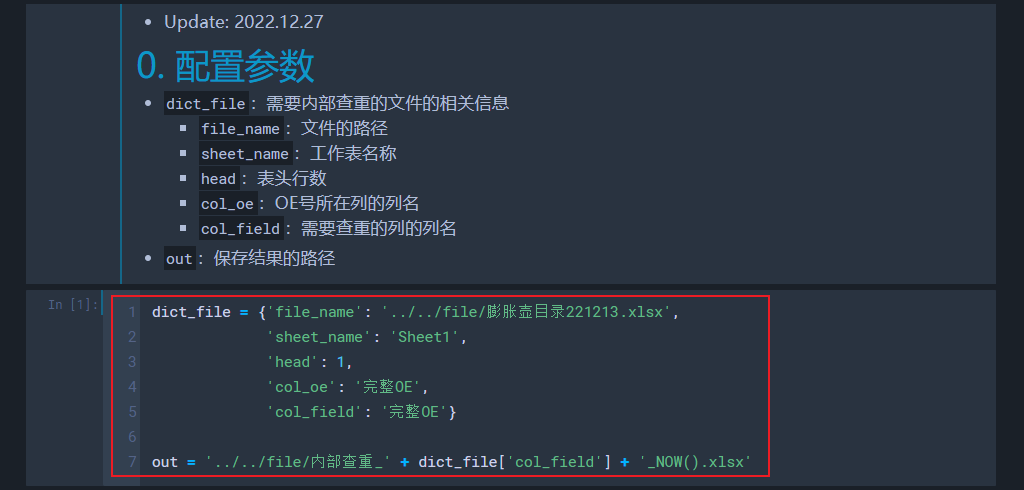 Update: 2022.12.27
0. 配置参数
dict_file：需要内部查重的文件的相关信息
file_name：文件的路径
sheet_name：工作表名称
head：表头行数
col_oe：OE号所在列的列名
col_field：需要查重的列的列名
out：保存结果的路径
In [1]:
1 dict_file = {'file_name': '../../file/膨胀壶目录221213.xlsx',
2 'sheet_name': 'Sheet1',
3 'head': 1,
4 'col_oe': '完整OE',
5 'col_field': '完整OE'}
6
7 out = '../../file/内部查重_' + dict_file['col_field'] + '_NOW().xlsx'